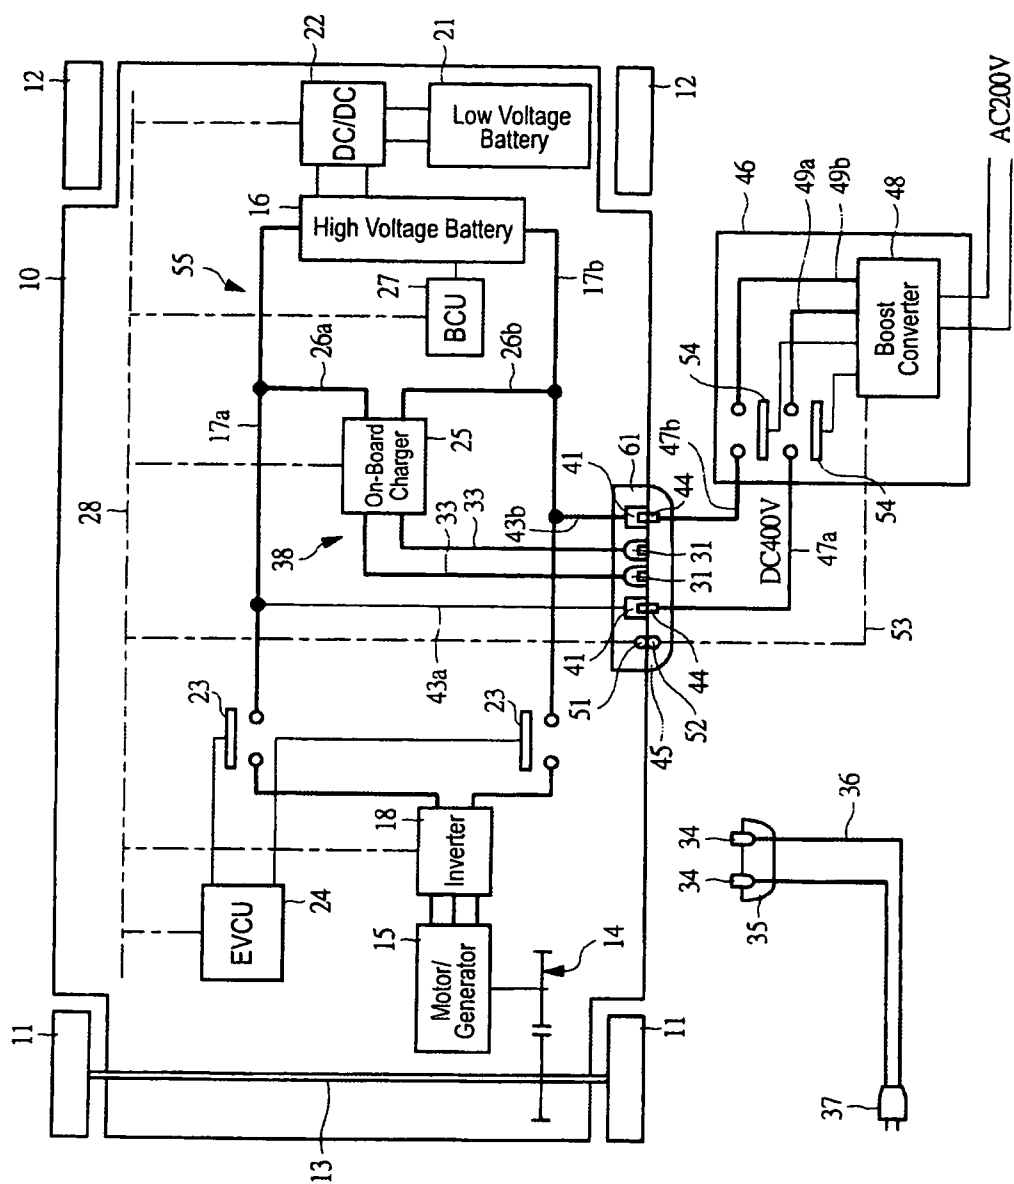 11
10
12
28
55
23
17a
16
22
EVCU
24
13
26a
DC/DC
21
38
On-Board
Charger
25
High Voltage Battery
27
BCU
Low Voltage
Battery
15
18
Motor/
Generator
Inverter
14
43a
33
33
23
26b
43b
17b
11
51
41
41
61
12
45
52
44
31
31
44
47b
54
46
49a
49b
48
DC400V
47a
54
Boost
Converter
53
AC200V
34
34
35
36
37